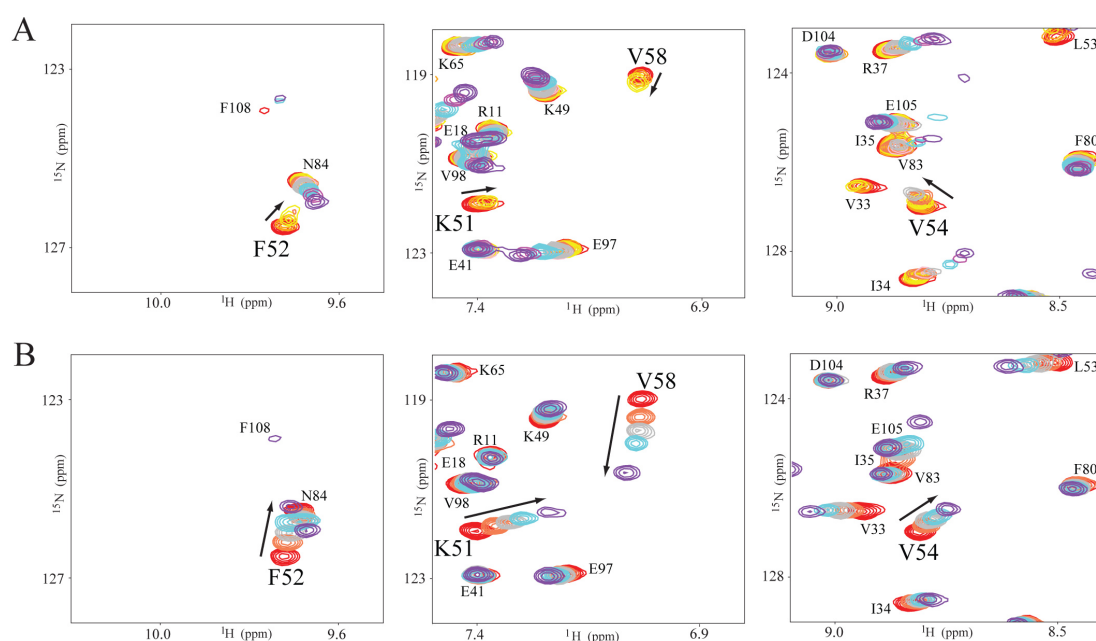 A
123
127
15N (ppm)
F108
N84
F52
10.0
1H (ppm)
9.6
119
123
15N (ppm)
K65
V58
K49
R11
E18
V98
K51
E41
E97
7.4
1H (ppm)
6.9
124
128
15N (ppm)
D104
L53
R37
E105
I35
V83
F80
V33
V54
I34
9.0
1H (ppm)
8.5
B
123
127
15N (ppm)
F108
N84
F52
10.0
1H (ppm)
9.6
119
123
15N (ppm)
K65
V58
K49
R11
E18
V98
K51
E41
E97
7.4
1H (ppm)
6.9
124
128
15N (ppm)
D104
L53
R37
E105
I35
V83
F80
V33
V54
I34
9.0
1H (ppm)
8.5